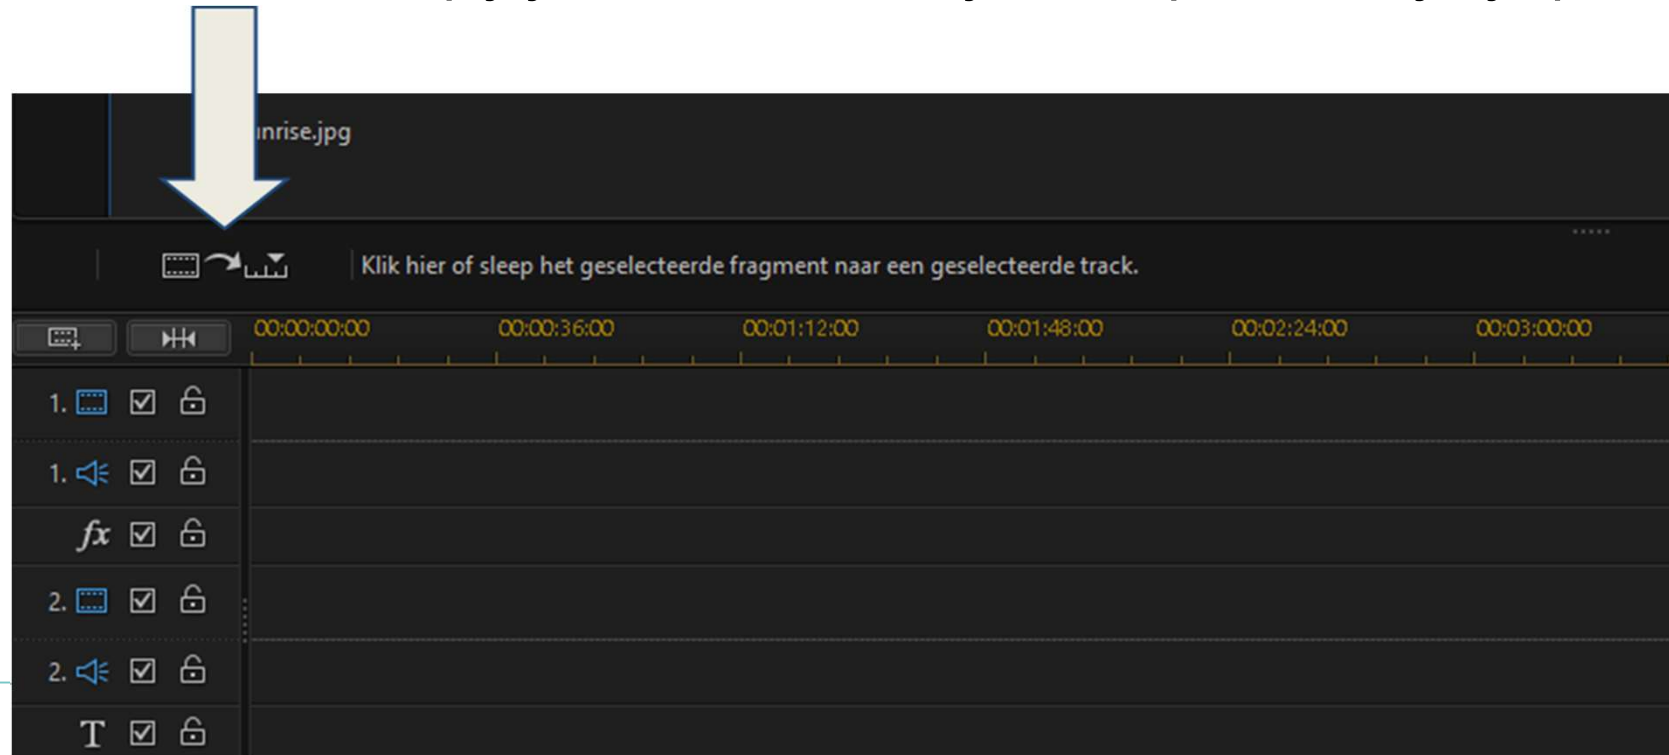 inrise.jpg
Klik hier of sleep het geselecteerde fragment naar een geselecteerde track.
00:00:00:00 00:00:36:00 00:01:12:00 00:01:48:00 00:02:24:00 00:03:00:00
1.
1.
fx
2.
2.
T